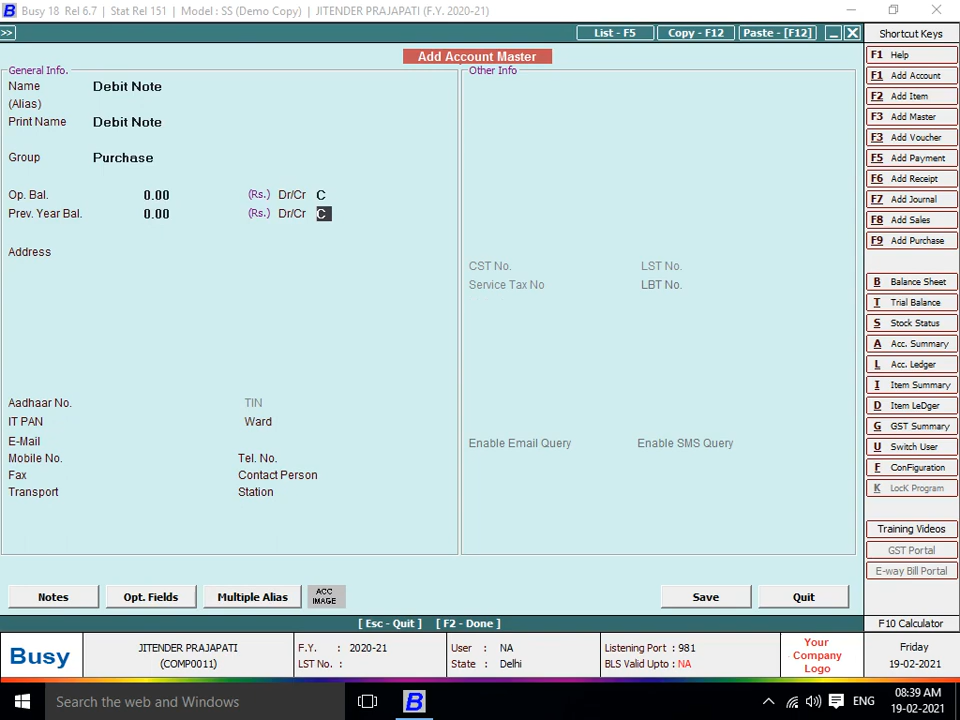 Busy 18 Rel 6.7 | Stat Rel 151 | Model : SS (Demo Copy) | JITENDER PRAJAPATI (F.Y. 2020-21)
>> List - F5 Copy - F12 Paste - [F12]
Add Account Master
General Info.
Name Debit Note
(Alias)
Print Name Debit Note
Group Purchase
Op. Bal. 0.00 (Rs.) Dr/Cr C
Prev. Year Bal. 0.00 (Rs.) Dr/Cr C
Address
Aadhaar No. TIN
IT PAN Ward
E-Mail
Mobile No. Tel. No.
Fax Contact Person
Transport Station
Other Info
CST No. LST No.
Service Tax No LBT No.
Enable Email Query Enable SMS Query
Notes Opt. Fields Multiple Alias ACC IMAGE Save Quit
[ Esc - Quit ] [ F2 - Done ]
Shortcut Keys
F1 Help
F1 Add Account
F2 Add Item
F3 Add Master
F3 Add Voucher
F5 Add Payment
F6 Add Receipt
F7 Add Journal
F8 Add Sales
F9 Add Purchase
B Balance Sheet
T Trial Balance
S Stock Status
A Acc. Summary
L Acc. Ledger
I Item Summary
D Item LeDger
G GST Summary
U Switch User
F ConFiguration
K LocK Program
Training Videos
GST Portal
E-way Bill Portal
F10 Calculator
Busy
JITENDER PRAJAPATI
(COMP0011)
F.Y. : 2020-21
LST No. :
User : NA
State : Delhi
Listening Port : 981
BLS Valid Upto : NA
Your
Company
Logo
Friday
19-02-2021
B
Search the web and Windows
ENG
08:39 AM
19-02-2021